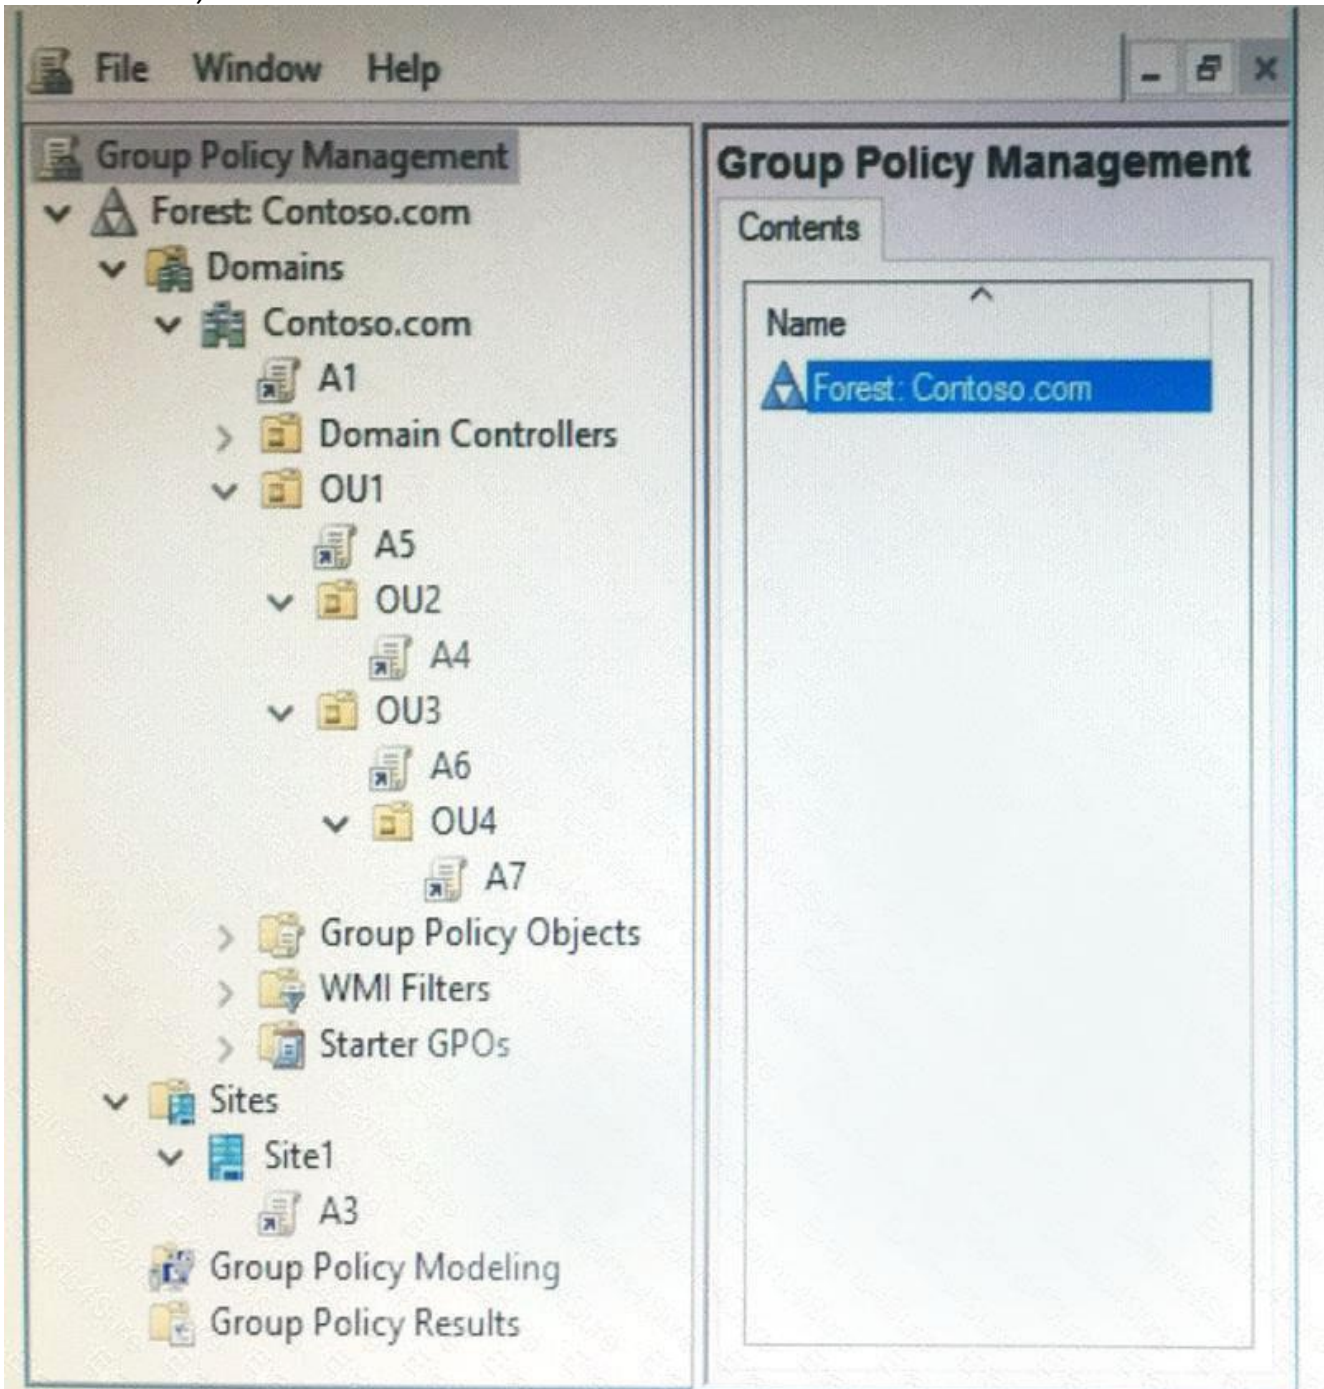 File Window Help
Group Policy Management
Forest: Contoso.com
Domains
Contoso.com
A1
Domain Controllers
OU1
A5
OU2
A4
OU3
A6
OU4
A7
Group Policy Objects
WMI Filters
Starter GPOs
Sites
Site1
A3
Group Policy Modeling
Group Policy Results
Group Policy Management
Contents
Name
Forest: Contoso.com